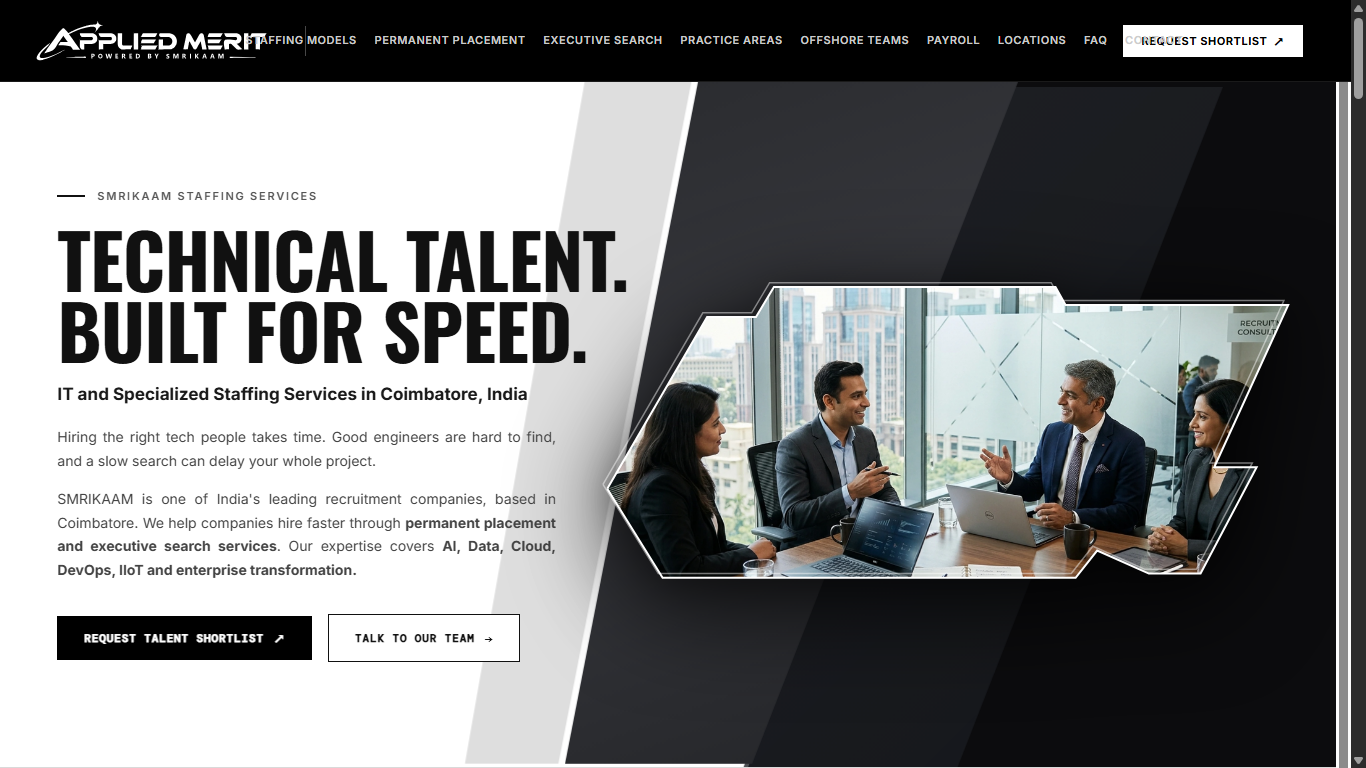 APPLIED MERIT
POWERED BY SMRIKAAM
STAFFING MODELS PERMANENT PLACEMENT EXECUTIVE SEARCH PRACTICE AREAS OFFSHORE TEAMS PAYROLL LOCATIONS FAQ REQUEST SHORTLIST ↗
SMRIKAAM STAFFING SERVICES
TECHNICAL TALENT.
BUILT FOR SPEED.
IT and Specialized Staffing Services in Coimbatore, India
Hiring the right tech people takes time. Good engineers are hard to find,
and a slow search can delay your whole project.
SMRIKAAM is one of India's leading recruitment companies, based in
Coimbatore. We help companies hire faster through permanent placement
and executive search services. Our expertise covers AI, Data, Cloud,
DevOps, IIoT and enterprise transformation.
REQUEST TALENT SHORTLIST ↗ TALK TO OUR TEAM →